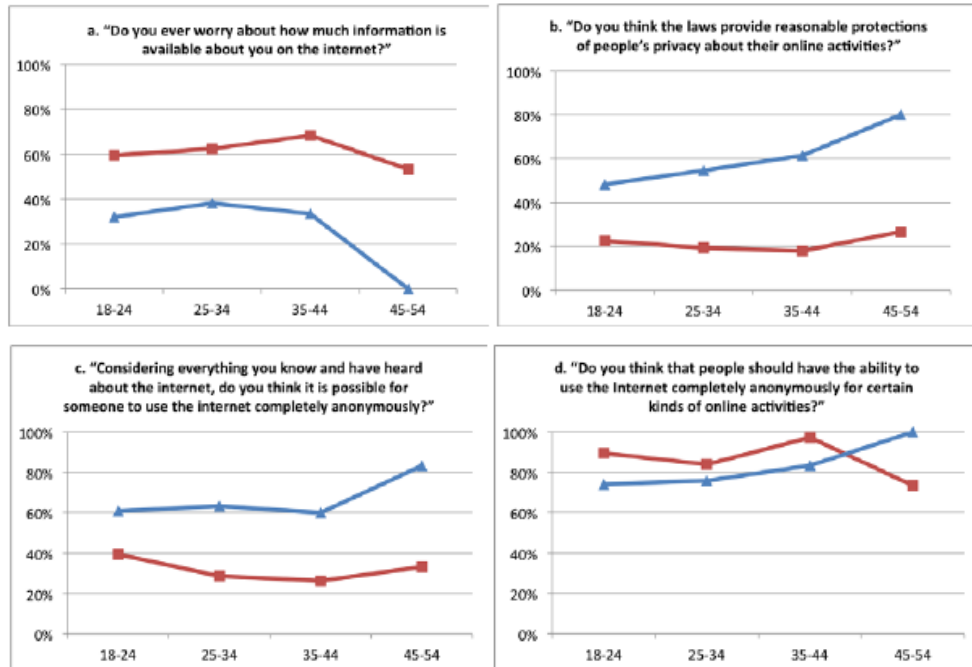 a. “Do you ever worry about how much information is
available about you on the internet?”
100%
80%
60%
40%
20%
0%
18-24 25-34 35-44 45-54
b. “Do you think the laws provide reasonable protections
of people’s privacy about their online activities?”
100%
80%
60%
40%
20%
0%
18-24 25-34 35-44 45-54
c. “Considering everything you know and have heard
about the internet, do you think it is possible for
someone to use the internet completely anonymously?”
100%
80%
60%
40%
20%
0%
18-24 25-34 35-44 45-54
d. “Do you think that people should have the ability to
use the Internet completely anonymously for certain
kinds of online activities?”
100%
80%
60%
40%
20%
0%
18-24 25-34 35-44 45-54